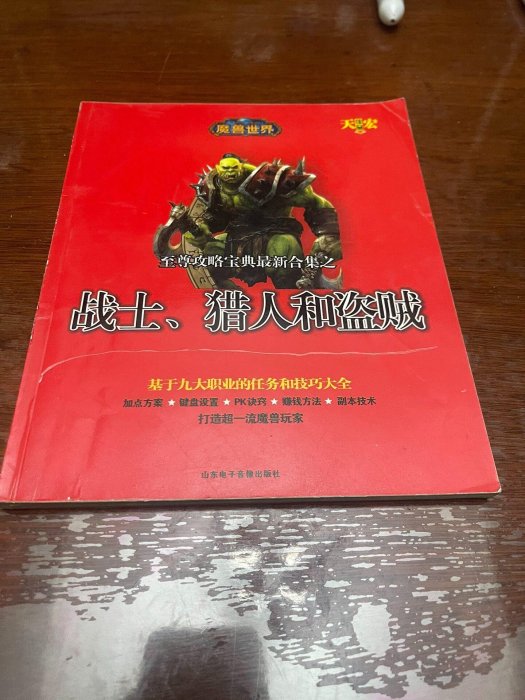 魔兽世界
天宏
至尊攻略宝典最新合集之
战士、猎人和盗贼
基于九大职业的任务和技巧大全
加点方案 ★ 键盘设置 ★ PK诀窍 ★ 赚钱方法 ★ 副本技术
打造超一流魔兽玩家
山东电子音像出版社